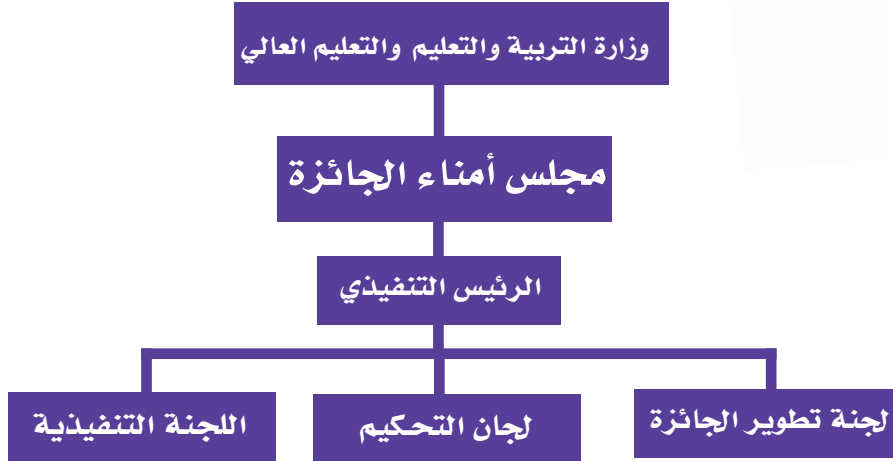 وزارة التربية والتعليم والتعليم العالي
مجلس أمناء الجائزة
الرئيس التنفيذي
لجنة تطوير الجائزة
لجان التحكيم
اللجنة التنفيذية